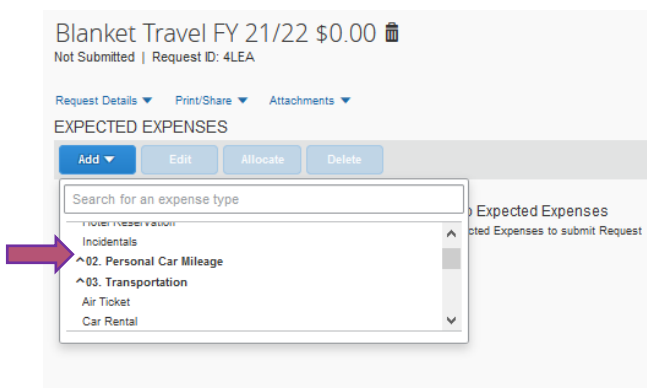 Blanket Travel FY 21/22 $0.00
Not Submitted | Request ID: 4LEA
Request Details ▼ Print/Share ▼ Attachments ▼
EXPECTED EXPENSES
Add ▼ Edit Allocate Delete
Search for an expense type
Hotel Reservation
Incidentals
^02. Personal Car Mileage
^03. Transportation
Air Ticket
Car Rental
Expected Expenses
cted Expenses to submit Request